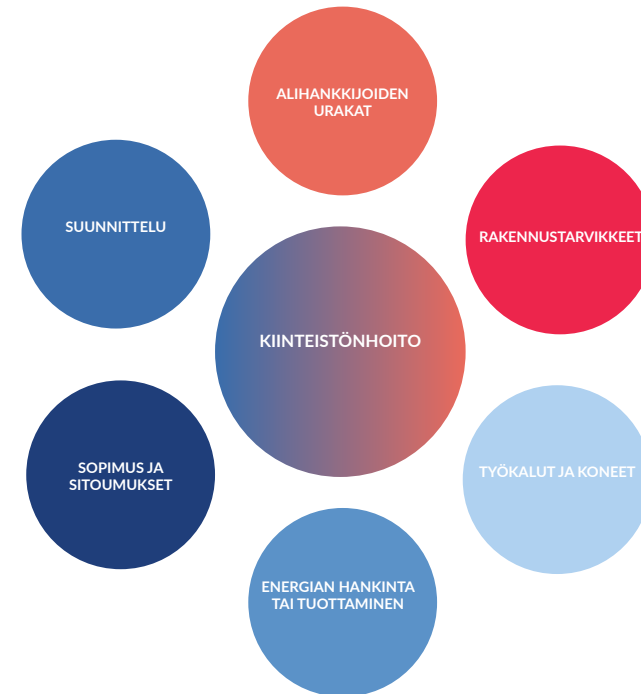 ALIHANKKIJOIDEN
URAKAT
SUUNNITTELU
RAKENNUSTARVIKKEET
KIINTEISTÖNHOITO
SOPIMUS JA
SITOUMUKSET
TYÖKALUT JA KONEET
ENERGIAN HANKINTA
TAI TUOTTAMINEN